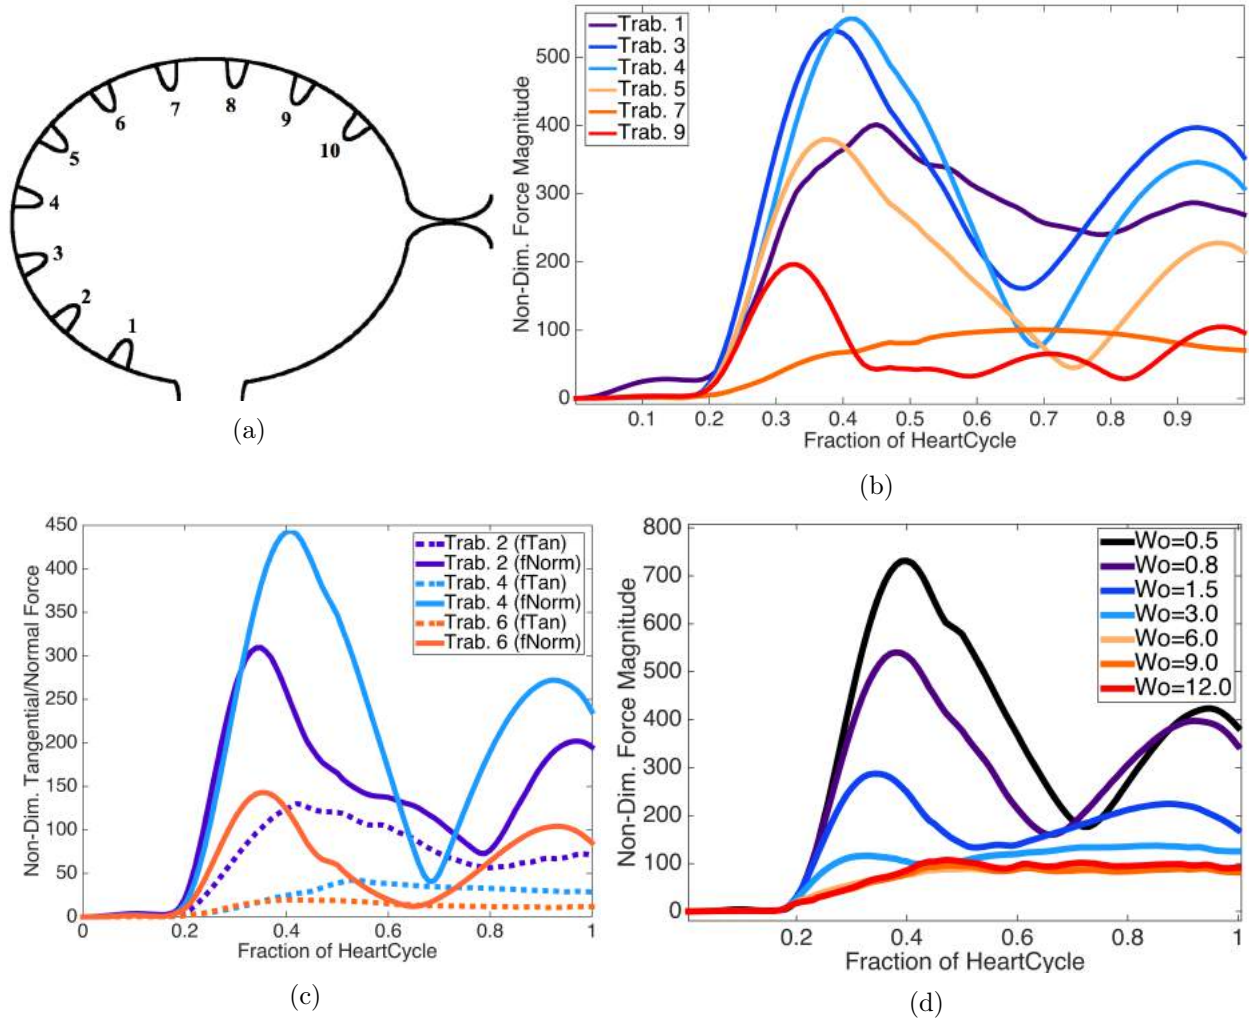 1
2
3
4
5
6
7
8
9
10
(a)
Non-Dim. Force Magnitude
500
400
300
200
100
0
0.1 0.2 0.3 0.4 0.5 0.6 0.7 0.8 0.9
Fraction of HeartCycle
Trab. 1
Trab. 3
Trab. 4
Trab. 5
Trab. 7
Trab. 9
(b)
Non-Dim. Tangential/Normal Force
450
400
350
300
250
200
150
100
50
0
0 0.2 0.4 0.6 0.8 1
Fraction of HeartCycle
Trab. 2 (fTan)
Trab. 2 (fNorm)
Trab. 4 (fTan)
Trab. 4 (fNorm)
Trab. 6 (fTan)
Trab. 6 (fNorm)
(c)
Non-Dim. Force Magnitude
800
700
600
500
400
300
200
100
0
0.2 0.4 0.6 0.8 1
Fraction of HeartCycle
Wo=0.5
Wo=0.8
Wo=1.5
Wo=3.0
Wo=6.0
Wo=9.0
Wo=12.0
(d)